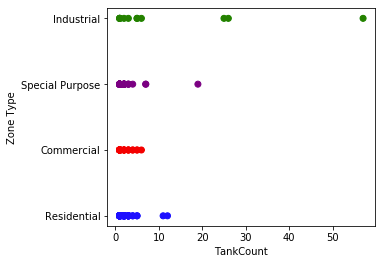 Industrial
Special Purpose
Zone Type
Commercial
Residential
0 10 20 30 40 50
TankCount